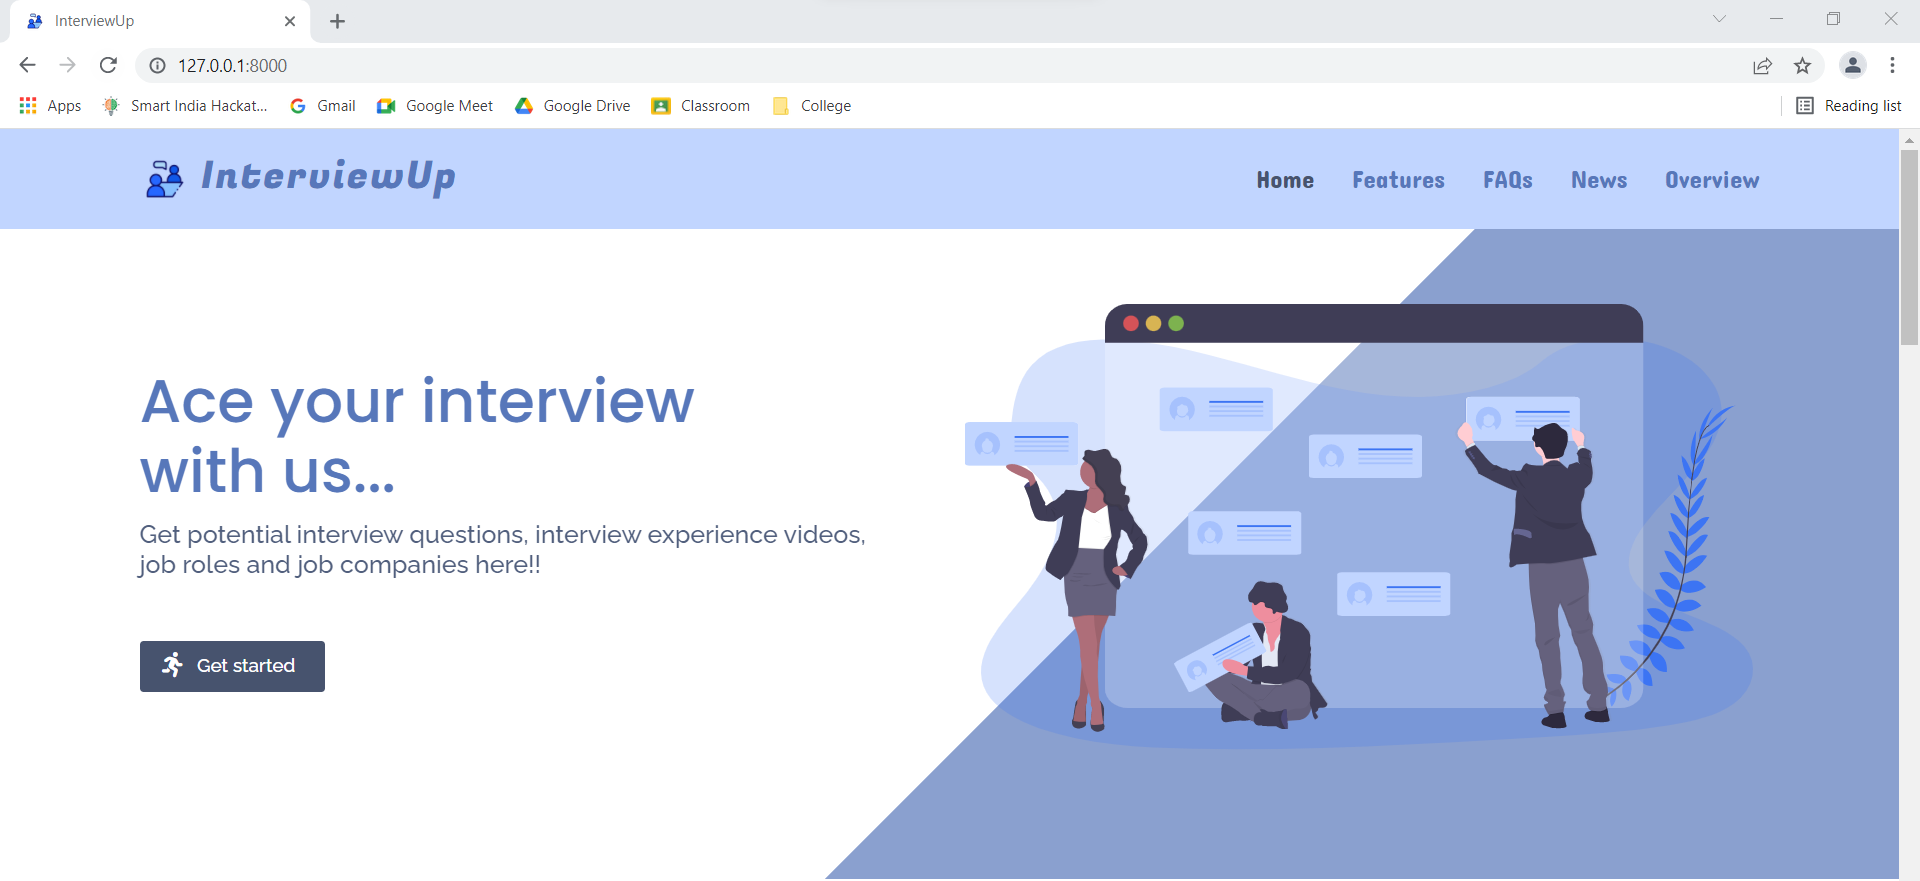 InterviewUp
127.0.0.1:8000
Apps Smart India Hackat... Gmail Google Meet Google Drive Classroom College Reading list
InterviewUp Home Features FAQs News Overview
Ace your interview
with us...
Get potential interview questions, interview experience videos,
job roles and job companies here!!
Get started